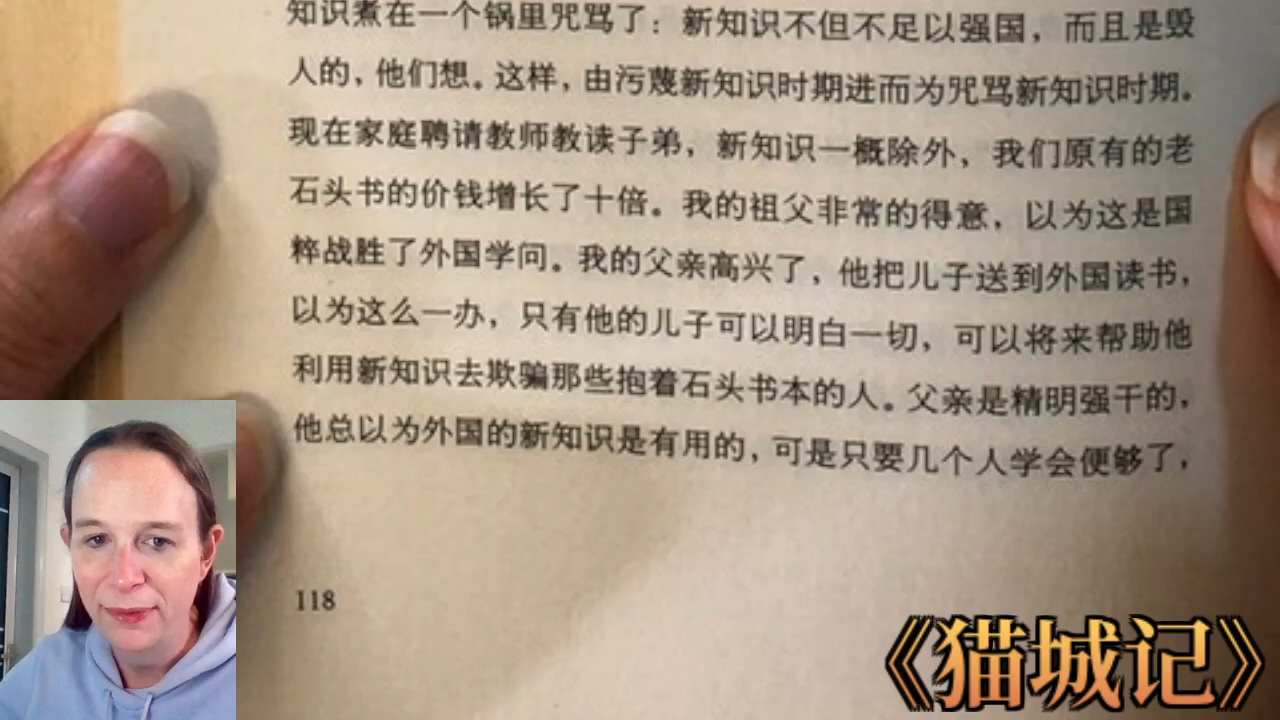 知识煮在一个锅里咒骂了：新知识不但不足以强国，而且是毁
人的，他们想。这样，由污蔑新知识时期进而为咒骂新知识时期。
现在家庭聘请教师教读子弟，新知识一概除外，我们原有的老
石头书的价钱增长了十倍。我的祖父非常的得意，以为这是国
粹战胜了外国学问。我的父亲高兴了，他把儿子送到外国读书，
以为这么一办，只有他的儿子可以明白一切，可以将来帮助他
利用新知识去欺骗那些抱着石头书本的人。父亲是精明强干的，
他总以为外国的新知识是有用的，可是只要几个人学会便够了，
118
《猫城记》